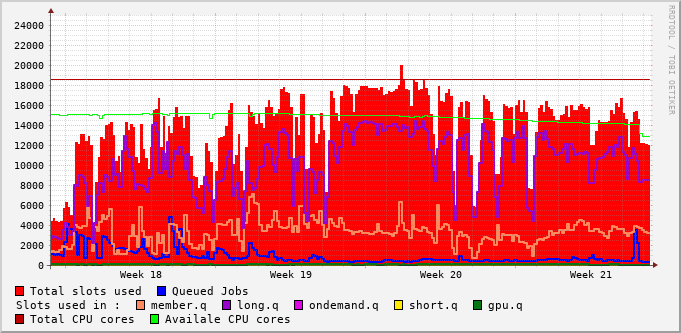 RRDTOOL / TOBI OETIKER
24000
22000
20000
18000
16000
14000
12000
10000
8000
6000
4000
2000
0
Week 18 Week 19 Week 20 Week 21
Total slots used Queued Jobs
Slots used in : member.q long.q ondemand.q short.q gpu.q
Total CPU cores Availale CPU cores